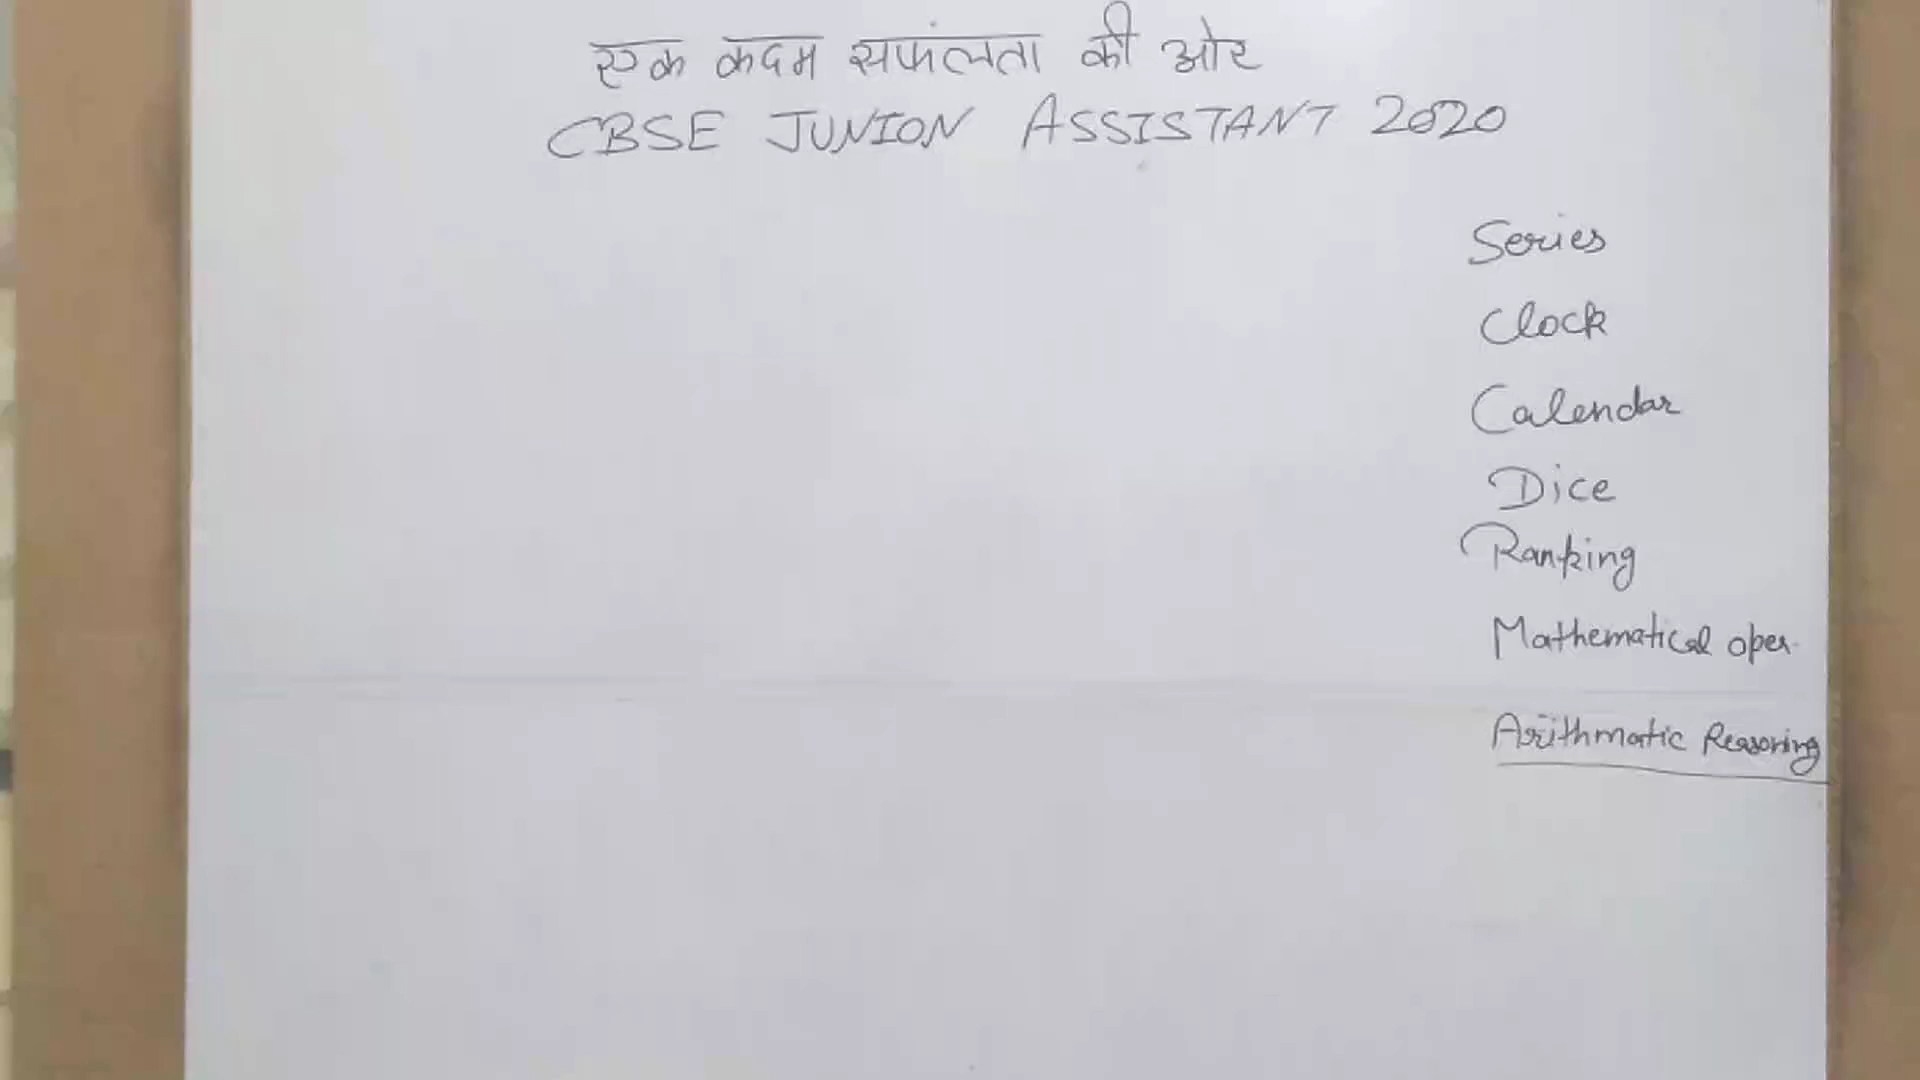 एक कदम सफलता की ओर
CBSE JUNION ASSISTANT 2020
Series
Clock
Calendar
Dice
Ranking
Mathematical oper.
Arithmatic Reasoning